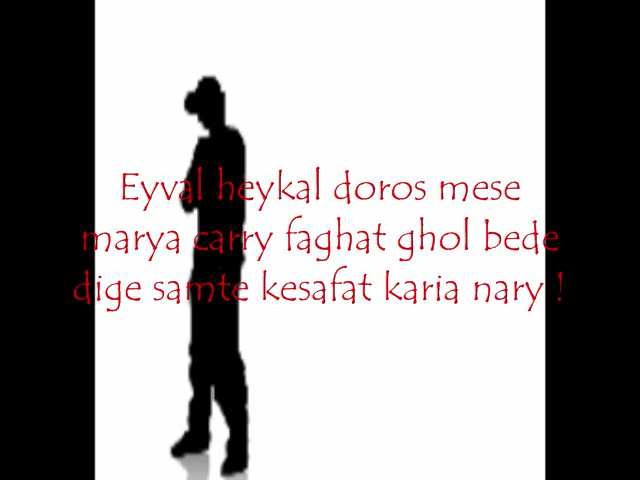 Eyval heykal doros mese
marya carry faghat ghol bede
dige samte kesafat karia nary !